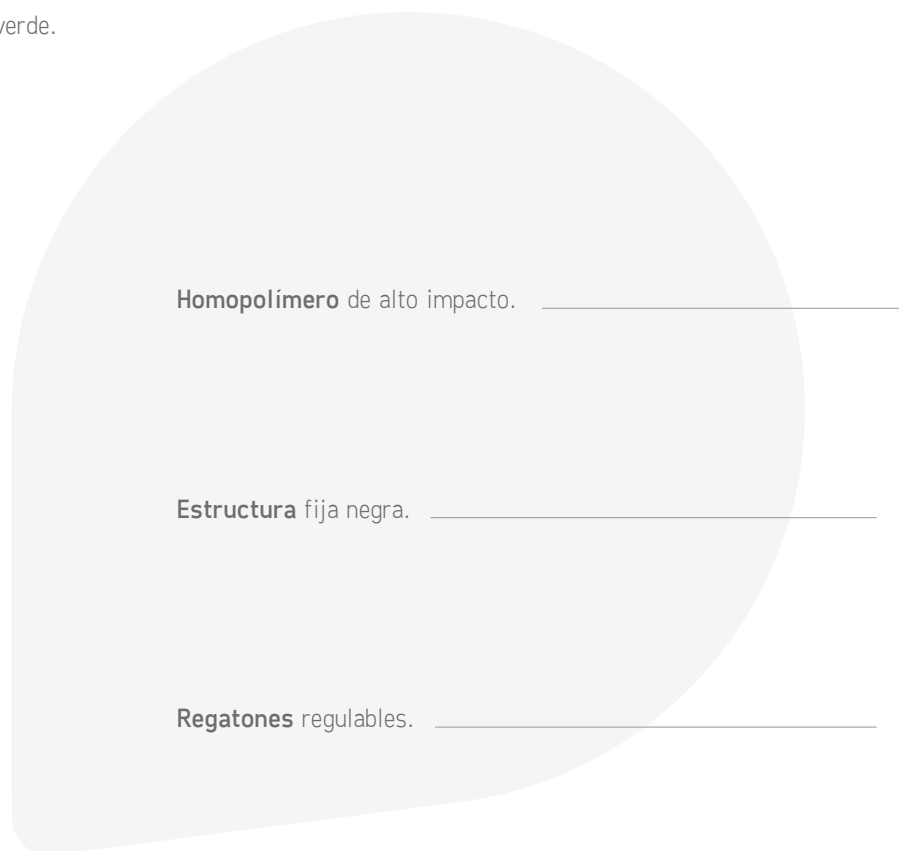 verde.
Homopolímero de alto impacto.
Estructura fija negra.
Regatones regulables.